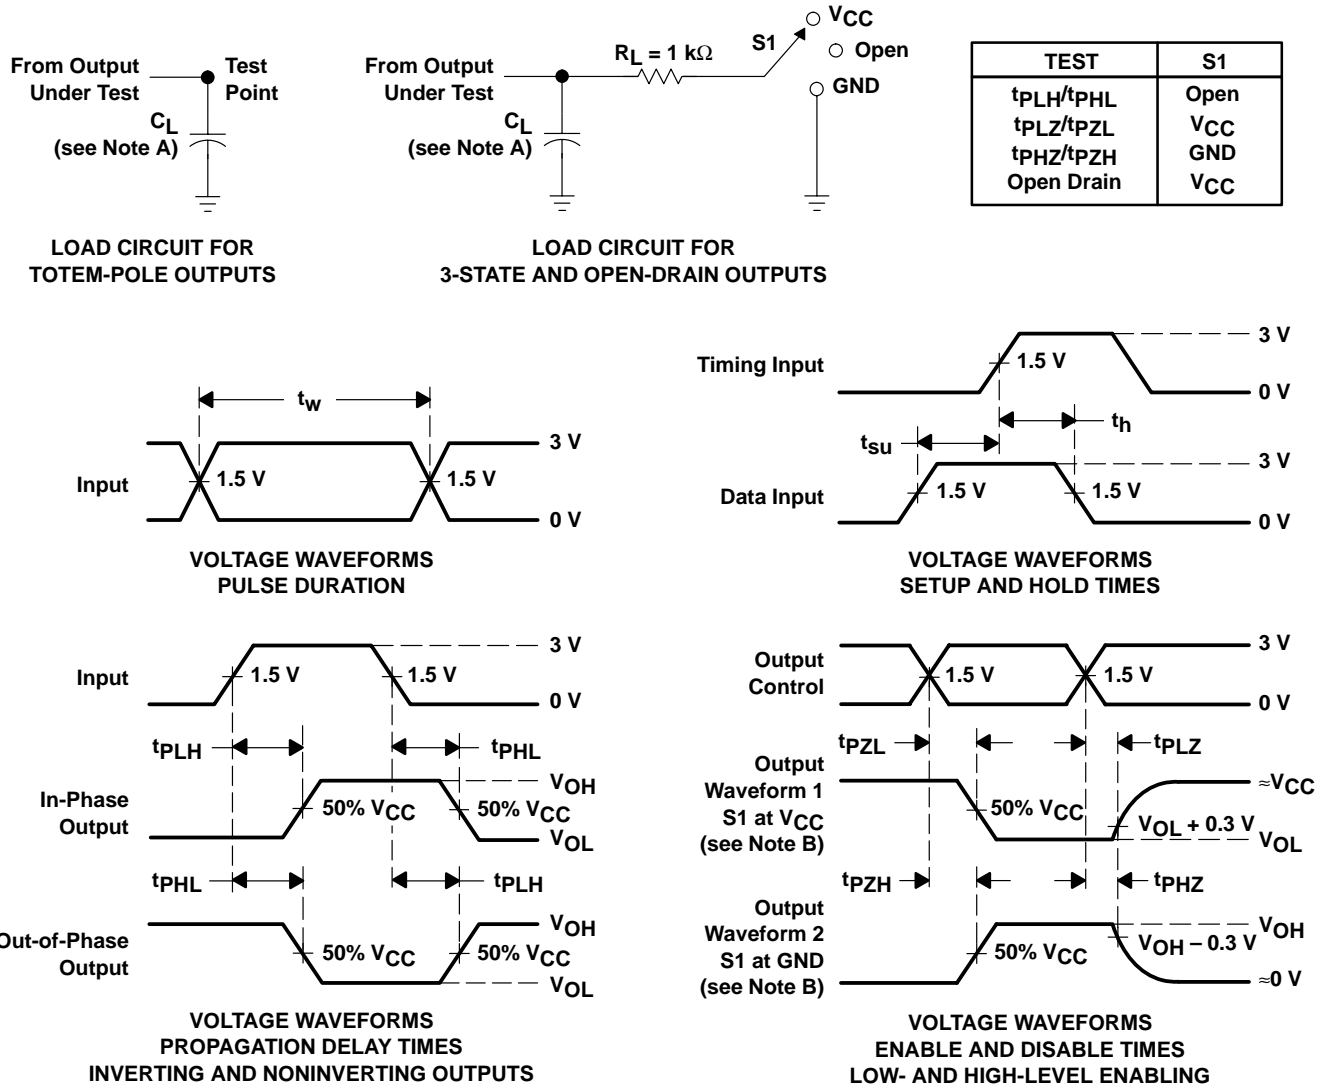 From Output
Under Test
Test
Point
CL
(see Note A)
LOAD CIRCUIT FOR
TOTEM-POLE OUTPUTS
From Output
Under Test
RL = 1 kΩ
S1
VCC
Open
GND
CL
(see Note A)
LOAD CIRCUIT FOR
3-STATE AND OPEN-DRAIN OUTPUTS
TEST S1
tPLH/tPHL Open
tPLZ/tPZL VCC
tPHZ/tPZH GND
Open Drain VCC
tw
Input
1.5 V
1.5 V
3 V
0 V
VOLTAGE WAVEFORMS
PULSE DURATION
Timing Input
1.5 V
3 V
0 V
tsu
th
Data Input
1.5 V
1.5 V
3 V
0 V
VOLTAGE WAVEFORMS
SETUP AND HOLD TIMES
Input
1.5 V
1.5 V
3 V
0 V
tPLH
tPHL
In-Phase
Output
50% VCC
50% VCC
VOH
VOL
tPHL
tPLH
Out-of-Phase
Output
50% VCC
50% VCC
VOH
VOL
VOLTAGE WAVEFORMS
PROPAGATION DELAY TIMES
INVERTING AND NONINVERTING OUTPUTS
Output
Control
1.5 V
1.5 V
3 V
0 V
tPZL
tPLZ
Output
Waveform 1
S1 at VCC
(see Note B)
50% VCC
VOL + 0.3 V
≈VCC
VOL
tPZH
tPHZ
Output
Waveform 2
S1 at GND
(see Note B)
50% VCC
VOH − 0.3 V
VOH
≈0 V
VOLTAGE WAVEFORMS
ENABLE AND DISABLE TIMES
LOW- AND HIGH-LEVEL ENABLING